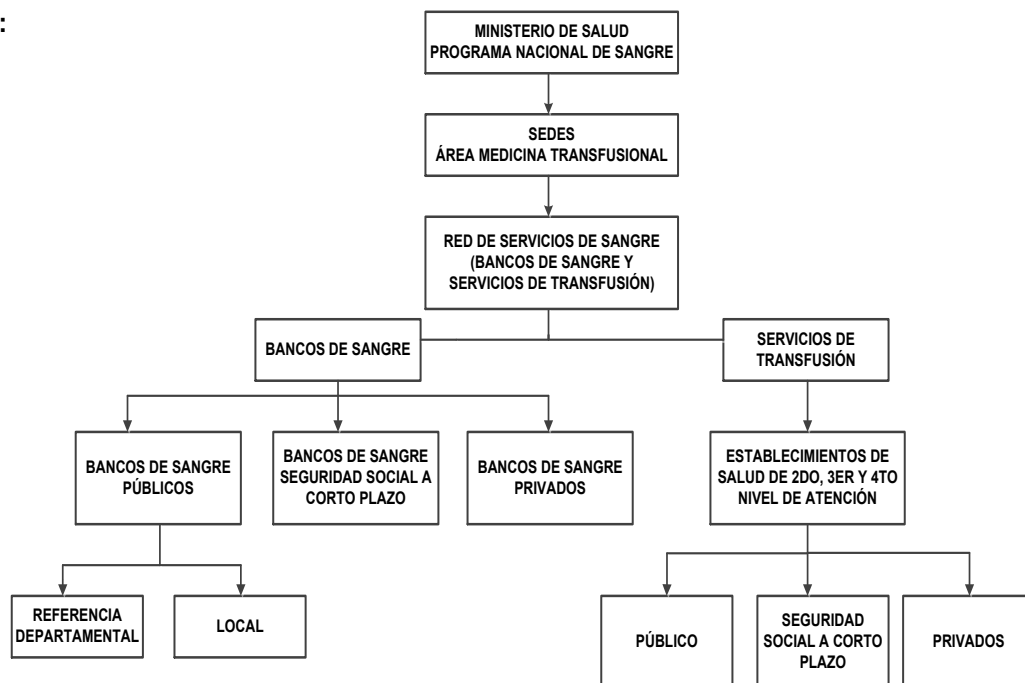 :
MINISTERIO DE SALUD
PROGRAMA NACIONAL DE SANGRE
SEDES
ÁREA MEDICINA TRANSFUSIONAL
RED DE SERVICIOS DE SANGRE
(BANCOS DE SANGRE Y
SERVICIOS DE TRANSFUSIÓN)
BANCOS DE SANGRE
SERVICIOS DE
TRANSFUSIÓN
BANCOS DE SANGRE
PÚBLICOS
BANCOS DE SANGRE
SEGURIDAD SOCIAL A
CORTO PLAZO
BANCOS DE SANGRE
PRIVADOS
ESTABLECIMIENTOS DE
SALUD DE 2DO, 3ER Y 4TO
NIVEL DE ATENCIÓN
REFERENCIA
DEPARTAMENTAL
LOCAL
PÚBLICO
SEGURIDAD
SOCIAL A CORTO
PLAZO
PRIVADOS